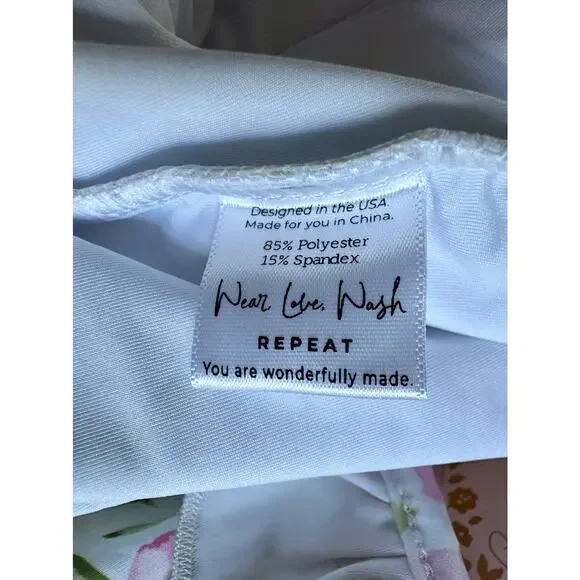 Designed in the USA.
Made for you in China.
85% Polyester
15% Spandex
Wear, Love, Wash
REPEAT
You are wonderfully made.